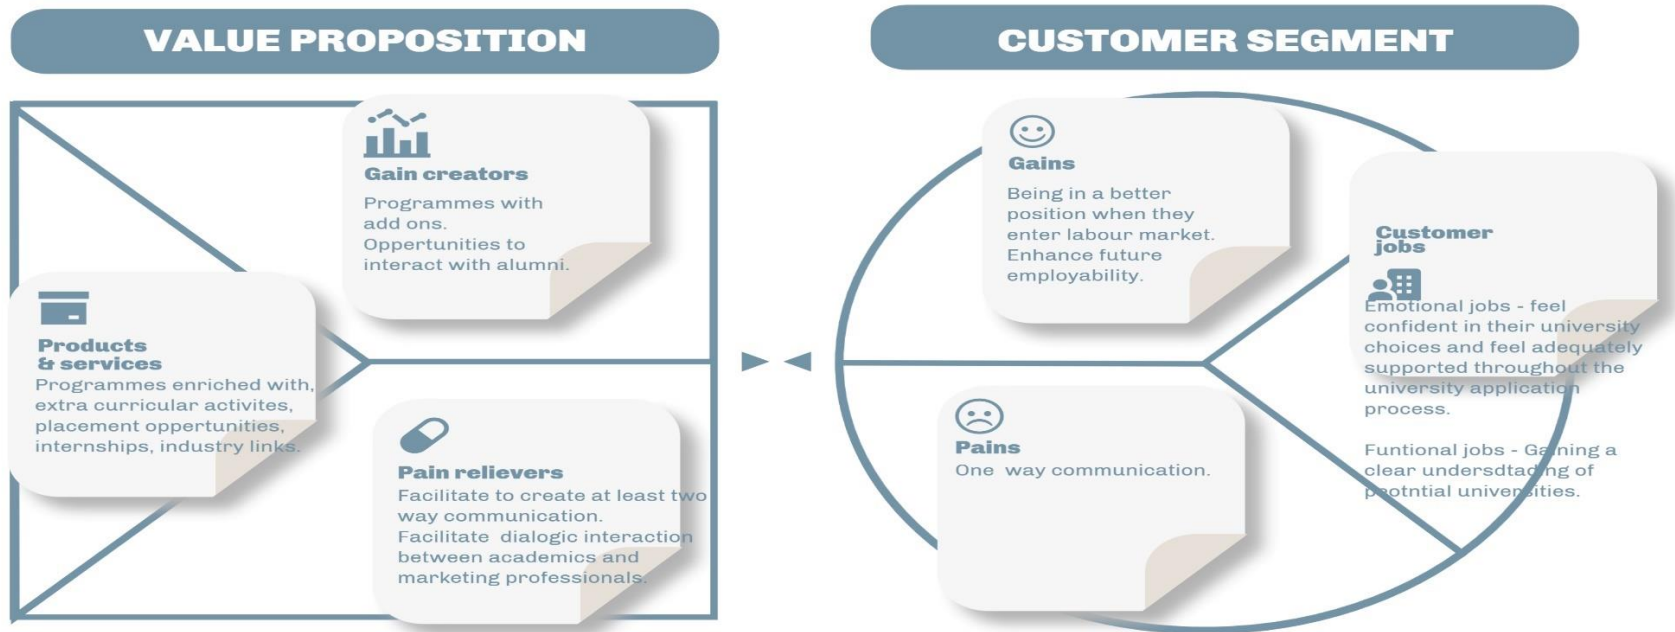 VALUE PROPOSITION
Gain creators
Programmes with
add ons.
Oppertunities to
interact with alumni.
Products
& services
Programmes enriched with,
extra curricular activites,
placement oppertunities,
internships, industry links.
Pain relievers
Facilitate to create at least two
way communication.
Facilitate dialogic interaction
between academics and
marketing professionals.
CUSTOMER SEGMENT
Gains
Being in a better
position when they
enter labour market.
Enhance future
employability.
Customer
jobs
Emotional jobs - feel
confident in their university
choices and feel adequately
supported throughout the
university application
process.
Funtional jobs - Gaining a
clear undersdtading of
peotntial universities.
Pains
One way communication.